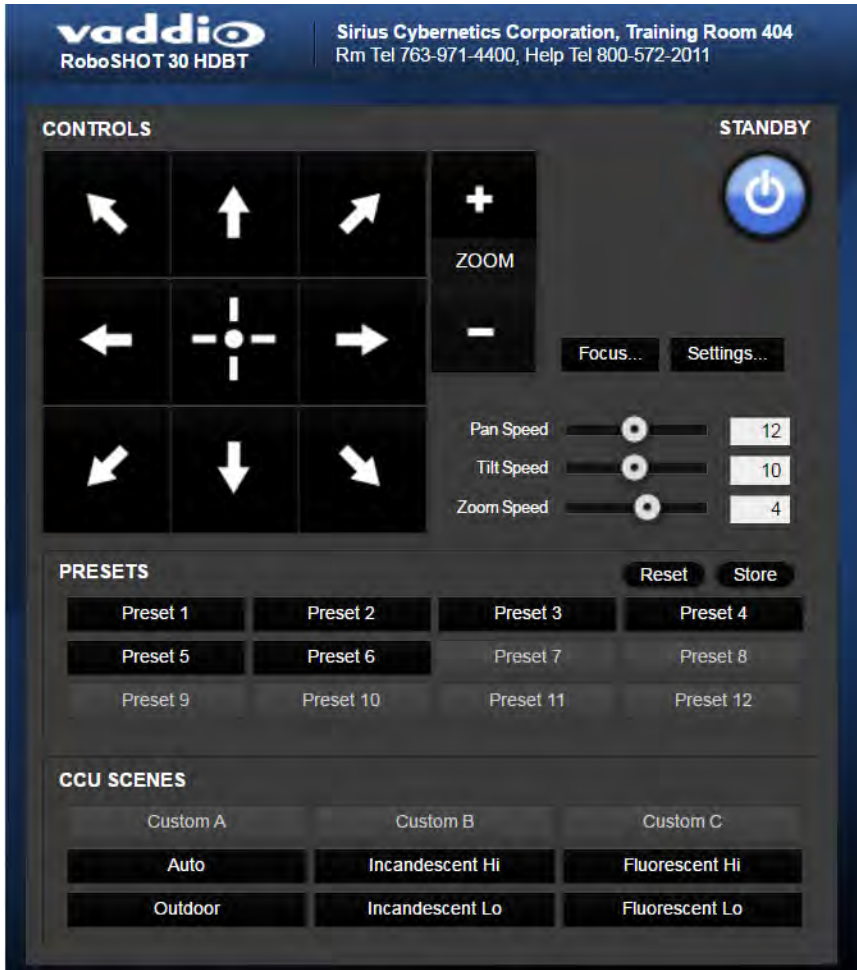 vaddio
RoboSHOT 30 HDBT
Sirius Cybernetics Corporation, Training Room 404
Rm Tel 763-971-4400, Help Tel 800-572-2011
CONTROLS
STANDBY
+
ZOOM
-
Focus...
Settings...
Pan Speed 12
Tilt Speed 10
Zoom Speed 4
PRESETS
Reset
Store
Preset 1
Preset 2
Preset 3
Preset 4
Preset 5
Preset 6
Preset 7
Preset 8
Preset 9
Preset 10
Preset 11
Preset 12
CCU SCENES
Custom A
Custom B
Custom C
Auto
Incandescent Hi
Fluorescent Hi
Outdoor
Incandescent Lo
Fluorescent Lo